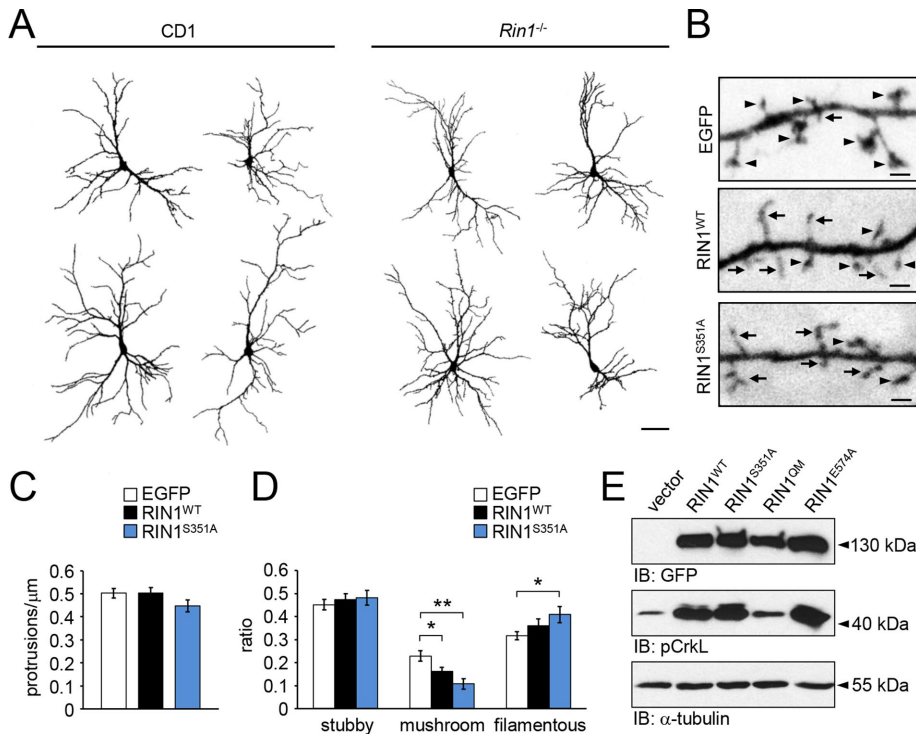 A
CD1
Rin1-/-
B
EGFP
RIN1WT
RIN1S351A
C
EGFP
RIN1WT
RIN1S351A
protrusions/µm
0.6
0.5
0.4
0.3
0.2
0.1
0
D
EGFP
RIN1WT
RIN1S351A
ratio
0.6
0.5
0.4
0.3
0.2
0.1
0
**
*
*
stubby mushroom filamentous
E
vector RIN1WT RIN1S351A RIN1QM RIN1E574A
130 kDa
IB: GFP
40 kDa
IB: pCrkL
55 kDa
IB: α-tubulin